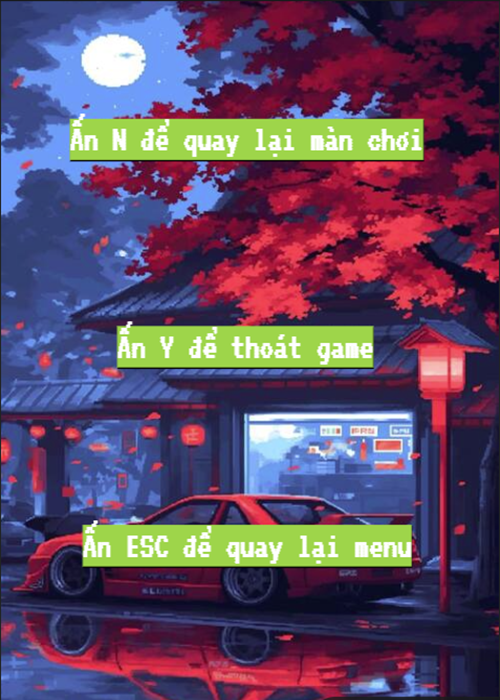 Ấn N để quay lại màn chơi
Ấn Y để thoát game
Ấn ESC để quay lại menu